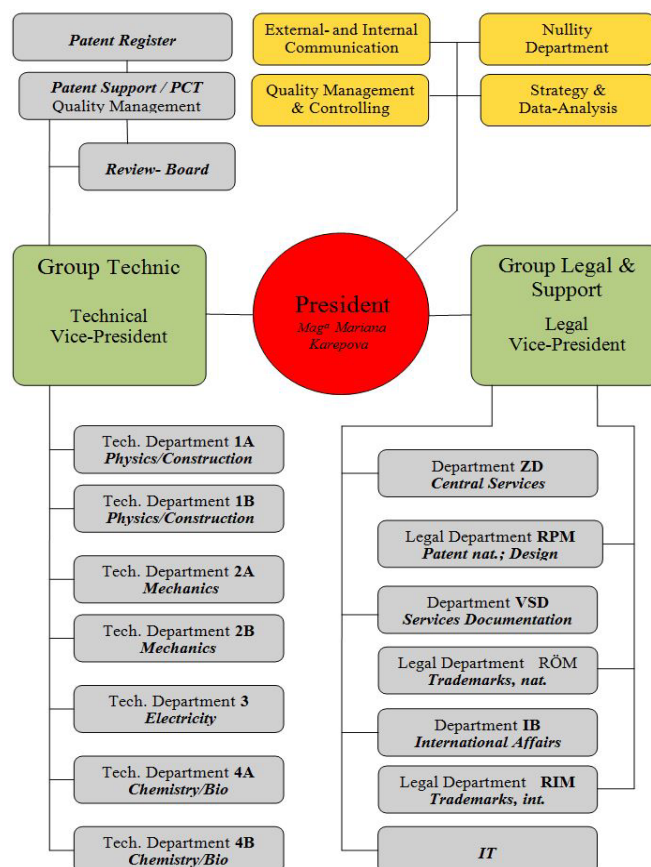 Patent Register
Patent Support / PCT
Quality Management
Review- Board
External- and Internal
Communication
Nullity
Department
Quality Management
& Controlling
Strategy &
Data-Analysis
Group Technic
Technical
Vice-President
President
Magª Mariana
Karepova
Group Legal &
Support
Legal
Vice-President
Tech. Department 1A
Physics/Construction
Tech. Department 1B
Physics/Construction
Tech. Department 2A
Mechanics
Tech. Department 2B
Mechanics
Tech. Department 3
Electricity
Tech. Department 4A
Chemistry/Bio
Tech. Department 4B
Chemistry/Bio
Department ZD
Central Services
Legal Department RPM
Patent nat.; Design
Department VSD
Services Documentation
Legal Department RÖM
Trademarks, nat.
Department IB
International Affairs
Legal Department RIM
Trademarks, int.
IT